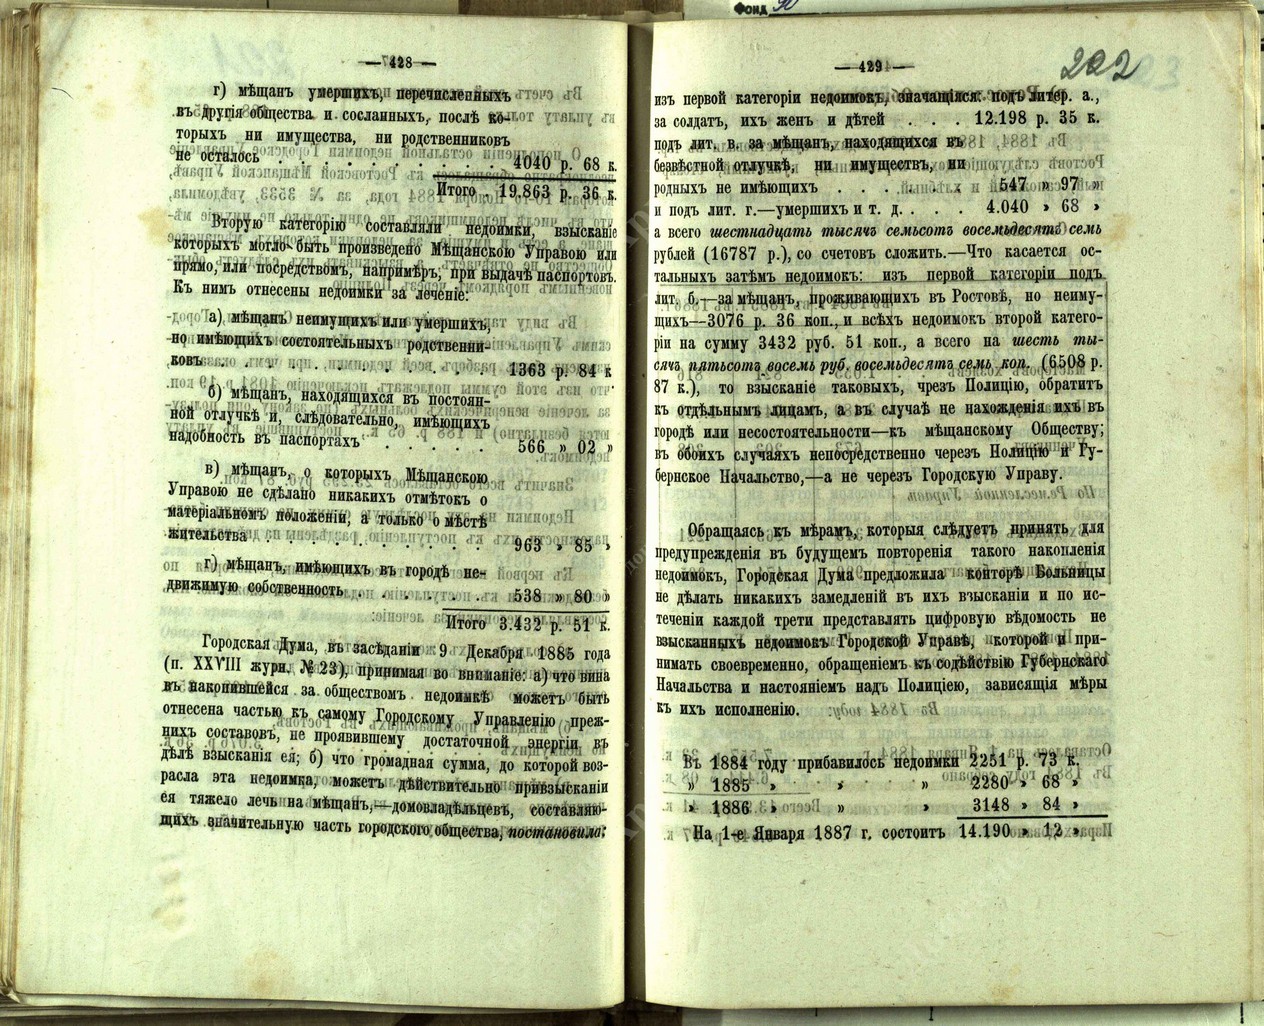 Фонд
— 428 —
г) мѣщанъ умершихъ, перечисленныхъ
въ другія общества и сосланныхъ, послѣ ко-
торыхъ ни имущества, ни родственниковъ
не осталось . . . . . . . . . 4040 р. 68 к.
Итого . 19.863 р. 36 к.
Вторую категорію составляли недоимки, взысканіе
которыхъ могло быть произведено Мѣщанскою Управою или
прямо, или посредствомъ, напримѣръ, при выдачѣ паспортовъ.
Къ нимъ отнесены недоимки за лечение:
а) мѣщанъ неимущихъ или умершихъ,
но имѣющихъ состоятельныхъ родственни-
ковъ . . . . . . . . . . . 1363 р. 84 к
б) мѣщанъ, находящихся в постоян-
ной отлучкѣ и, слѣдовательно, имѣющихъ
надобность въ паспортахъ . . . . . 566 „ 02 „
в) мѣщанъ, о которыхъ Мѣщанскою
Управою не сдѣлано никакихъ отмѣтокъ о
матеріальномъ положеніи, а только о мѣстѣ
жительства . . . . . . . . . . 963 „ 85 „
г) мѣщанъ, имѣющихъ въ городѣ не-
движимую собственность . . . . . . 538 „ 80 „
Итого 3.432 р. 51 к.
Городская Дума, въ засѣданіи 9 Декабря 1885 года
(п. XXVIII журн. № 23), принимая во вниманіе: а) что вина
въ накопившейся за обществомъ недоимкѣ можетъ быть
отнесена частью къ самому Городскому Управленію преж-
нихъ составовъ, не проявившему достаточной энергіи въ
дѣлѣ взысканія ея; б) что громадная сумма, до которой воз-
расла эта недоимка, можетъ дѣйствительно при взысканіи
ея тяжело лечь на мѣщанъ,—домовладѣльцевъ, составляю-
щихъ значительную часть городского общества, постановила:
— 429 —
202
изъ первой категоріи недоимокъ, значащіяся: подъ литер. а.,
за солдатъ, ихъ женъ и дѣтей . . . . 12.198 р. 35 к.
подъ лит. в. за мѣщанъ, находящихся въ
безвѣстной отлучкѣ, ни имуществъ, ни
родныхъ не имѣющихъ . . . . . . . 547 „ 97 „
и подъ лит. г.—умершихъ и т. д. . . . 4.040 „ 68 „
а всего шестнадцать тысячъ семьсотъ восемьдесятъ семь
рублей (16787 р.), со счетовъ сложить.—Что касается ос-
тальныхъ затѣмъ недоимокъ: изъ первой категоріи подъ
лит. б.—за мѣщанъ, проживающихъ въ Ростовѣ, но неиму-
щихъ—3076 р. 36 коп., и всѣхъ недоимокъ второй катего-
ріи на сумму 3432 руб. 51 коп., а всего на шесть ты-
сячъ пятьсотъ восемь руб. восемьдесятъ семь коп. (6508 р.
87 к.), то взысканіе таковыхъ, чрезъ Полицію, обратить
къ отдѣльнымъ лицамъ, а въ случаѣ не нахожденія ихъ въ
городѣ или несостоятельности—къ мѣщанскому Обществу;
въ обоихъ случаяхъ непосредственно черезъ Полицію и Гу-
бернское Начальство,—а не черезъ Городскую Управу.
Обращаясь къ мѣрамъ, которыя слѣдуетъ принять для
предупрежденія въ будущемъ повторенія такого накопленія
недоимокъ, Городская Дума предложила конторѣ Больницы
не дѣлать никакихъ замедленій въ ихъ взысканіи и по ис-
теченіи каждой трети представлять цифровую вѣдомость не
взысканныхъ недоимокъ Городской Управѣ, которой и при-
нимать своевременно, обращеніемъ къ содѣйствію Губернскаго
Начальства и настояніемъ надъ Полиціею, зависящія мѣры
къ ихъ исполненію.
Въ 1884 году прибавилось недоимки 2251 р. 73 к.
„ 1885 „ „ „ 2280 „ 68 „
„ 1886 „ „ „ 3148 „ 84 „
На 1-е Января 1887 г. состоитъ 14.190 „ 12 „